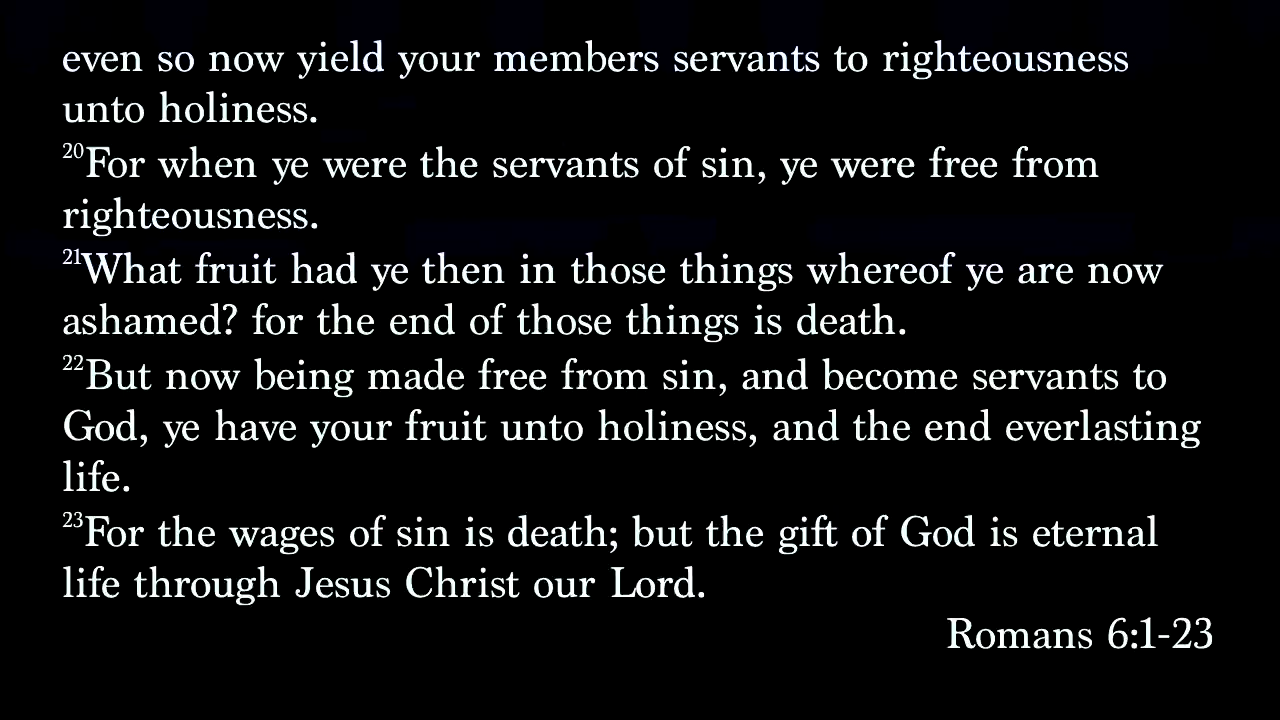 even so now yield your members servants to righteousness
unto holiness.
20For when ye were the servants of sin, ye were free from
righteousness.
21What fruit had ye then in those things whereof ye are now
ashamed? for the end of those things is death.
22But now being made free from sin, and become servants to
God, ye have your fruit unto holiness, and the end everlasting
life.
23For the wages of sin is death; but the gift of God is eternal
life through Jesus Christ our Lord.
Romans 6:1-23